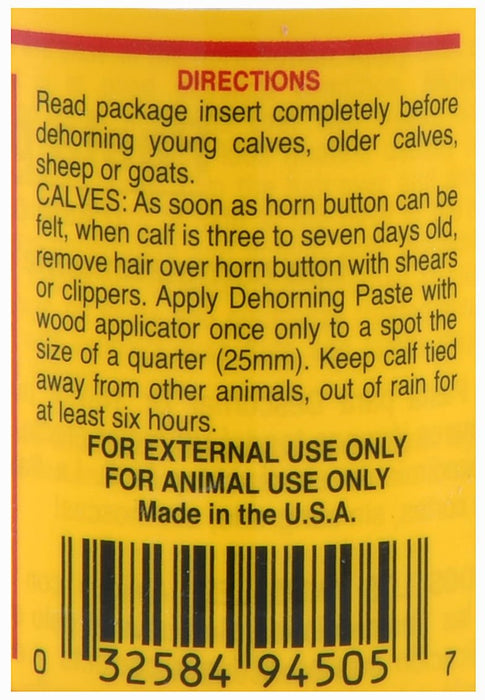 DIRECTIONS
Read package insert completely before
dehorning young calves, older calves,
sheep or goats.
CALVES: As soon as horn button can be
felt, when calf is three to seven days old,
remove hair over horn button with shears
or clippers. Apply Dehorning Paste with
wood applicator once only to a spot the
size of a quarter (25mm). Keep calf tied
away from other animals, out of rain for
at least six hours.
FOR EXTERNAL USE ONLY
FOR ANIMAL USE ONLY
Made in the U.S.A.
0 32584 94505 7